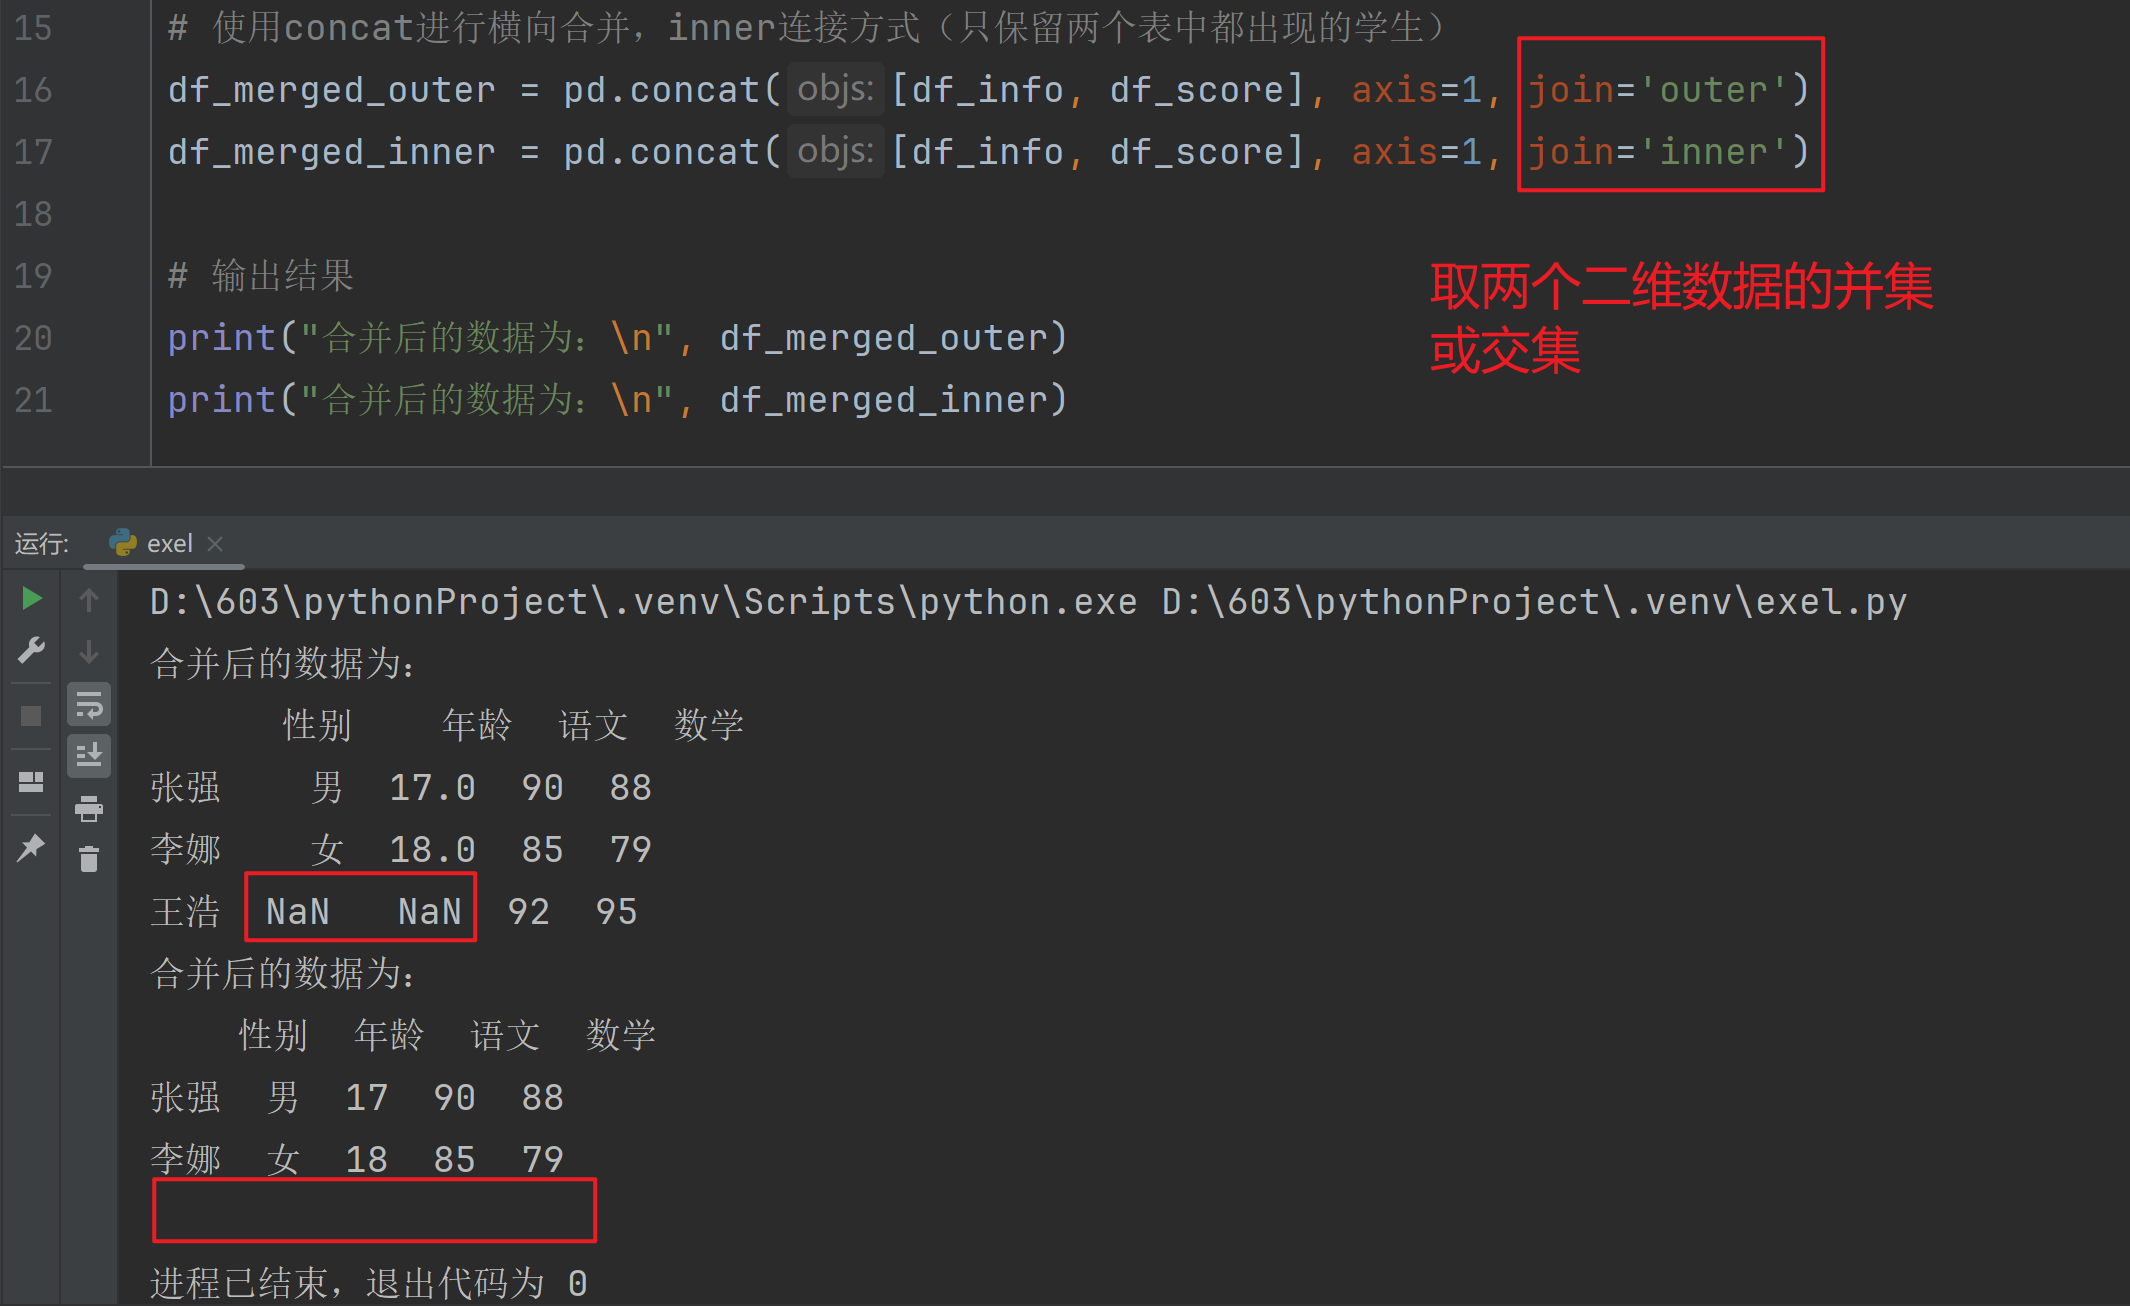 15 # 使用concat进行横向合并，inner连接方式（只保留两个表中都出现的学生）
16 df_merged_outer = pd.concat( objs: [df_info, df_score], axis=1, join='outer')
17 df_merged_inner = pd.concat( objs: [df_info, df_score], axis=1, join='inner')
18
19 # 输出结果
20 print("合并后的数据为：\n", df_merged_outer)
21 print("合并后的数据为：\n", df_merged_inner)
取两个二维数据的并集
或交集
运行: exel
D:\603\pythonProject\.venv\Scripts\python.exe D:\603\pythonProject\.venv\exel.py
合并后的数据为：
性别 年龄 语文 数学
张强 男 17.0 90 88
李娜 女 18.0 85 79
王浩 NaN NaN 92 95
合并后的数据为：
性别 年龄 语文 数学
张强 男 17 90 88
李娜 女 18 85 79
进程已结束，退出代码为 0